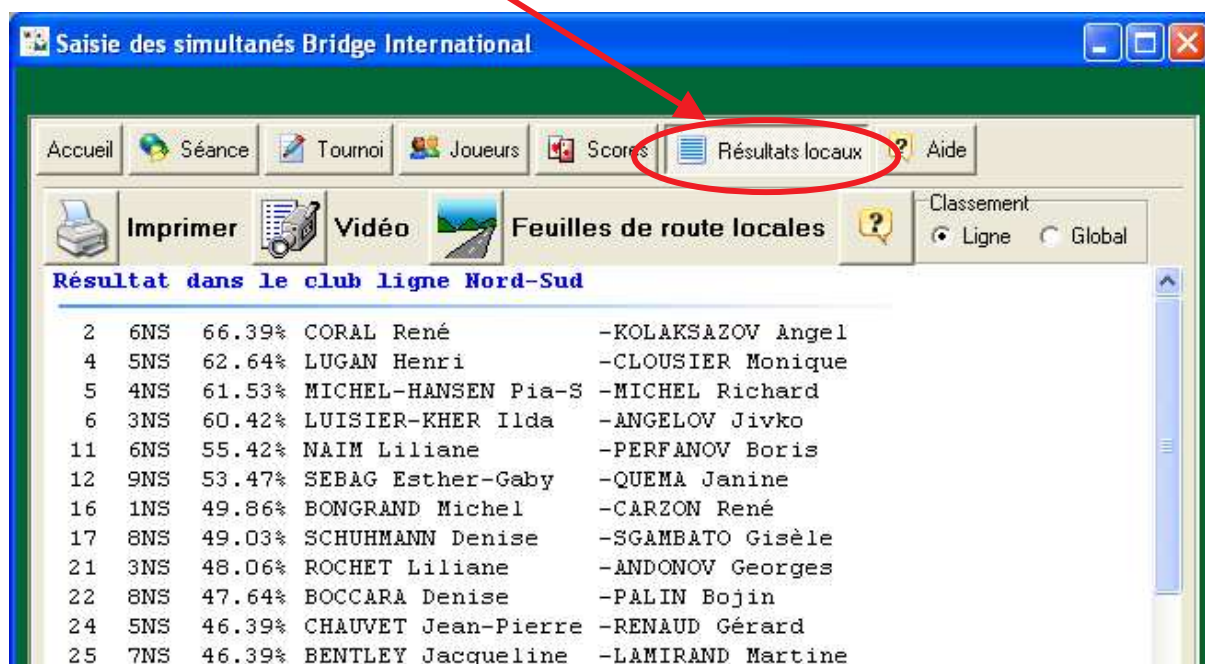 Saisie des simultanés Bridge International
Accueil Séance Tournoi Joueurs Scores Résultats locaux Aide
Imprimer Vidéo Feuilles de route locales Classement
Ligne Global
Résultat dans le club ligne Nord-Sud
2 6NS 66.39% CORAL René -KOLAKSAZOV Angel
4 5NS 62.64% LUGAN Henri -CLOUSIER Monique
5 4NS 61.53% MICHEL-HANSEN Pia-S -MICHEL Richard
6 3NS 60.42% LUISIER-KHER Ilda -ANGELOV Jivko
11 6NS 55.42% NAIM Liliane -PERFANOV Boris
12 9NS 53.47% SEBAG Esther-Gaby -QUEMA Janine
16 1NS 49.86% BONGRAND Michel -CARZON René
17 8NS 49.03% SCHUHMANN Denise -SGAMBATO Gisèle
21 3NS 48.06% ROCHET Liliane -ANDONOV Georges
22 8NS 47.64% BOCCARA Denise -PALIN Bojin
24 5NS 46.39% CHAUVET Jean-Pierre -RENAUD Gérard
25 7NS 46.39% BENTLEY Jacqueline -LAMIRAND Martine